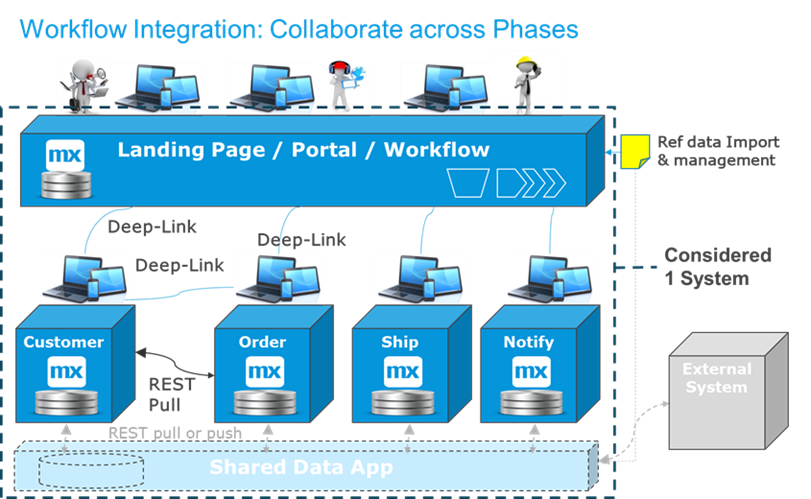 Workflow Integration: Collaborate across Phases
mx
Landing Page / Portal / Workflow
Ref data Import
& management
Deep-Link
Deep-Link
Deep-Link
Considered
1 System
Customer
mx
Order
mx
Ship
mx
Notify
mx
REST
Pull
External
System
REST pull or push
Shared Data App